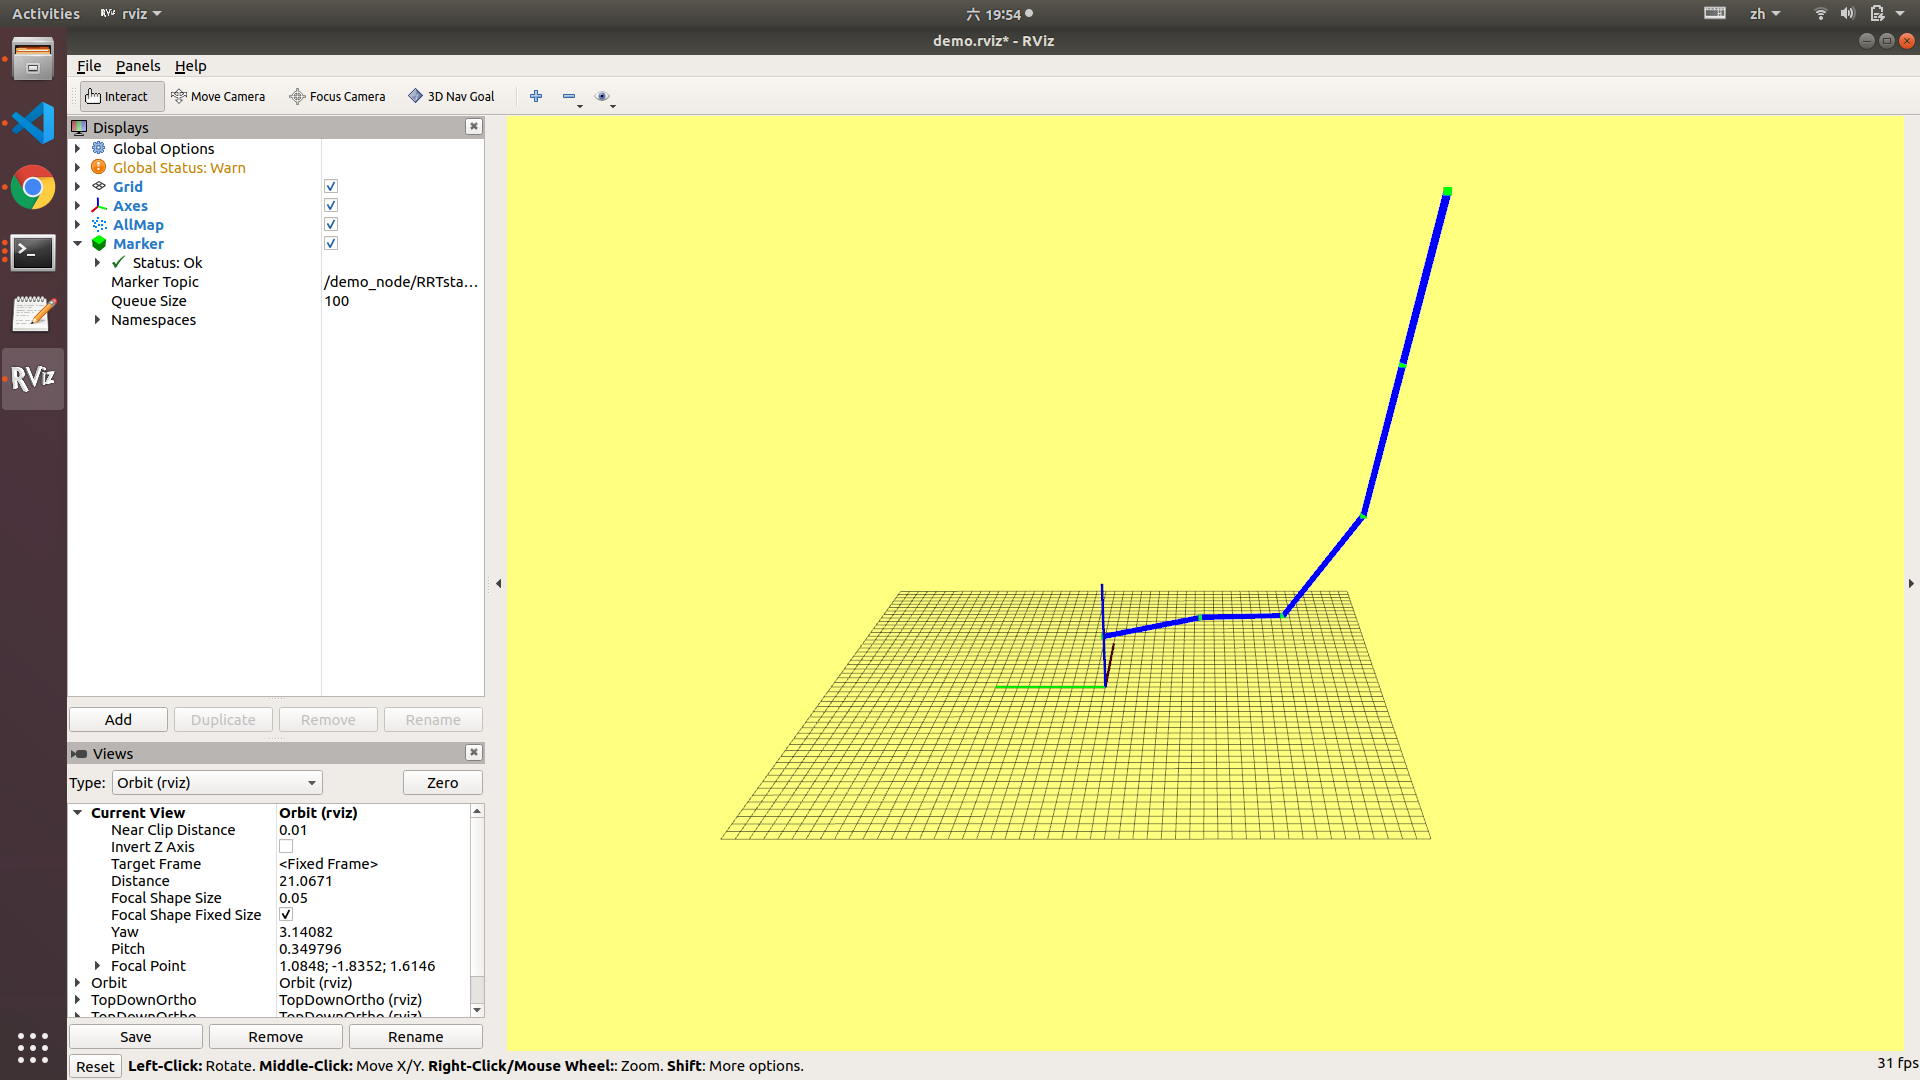 Activities RViz rviz 六 19:54 zh
demo.rviz* - RViz
File Panels Help
Interact Move Camera Focus Camera 3D Nav Goal
Displays
Global Options
Global Status: Warn
Grid
Axes
AllMap
Marker
Status: Ok
Marker Topic /demo_node/RRTsta...
Queue Size 100
Namespaces
RViz
Add Duplicate Remove Rename
Views
Type: Orbit (rviz) Zero
Current View Orbit (rviz)
Near Clip Distance 0.01
Invert Z Axis
Target Frame <Fixed Frame>
Distance 21.0671
Focal Shape Size 0.05
Focal Shape Fixed Size
Yaw 3.14082
Pitch 0.349796
Focal Point 1.0848; -1.8352; 1.6146
Orbit Orbit (rviz)
TopDownOrtho TopDownOrtho (rviz)
TopDownOrtho TopDownOrtho (rviz)
Save Remove Rename
Reset Left-Click: Rotate. Middle-Click: Move X/Y. Right-Click/Mouse Wheel:: Zoom. Shift: More options. 31 fps